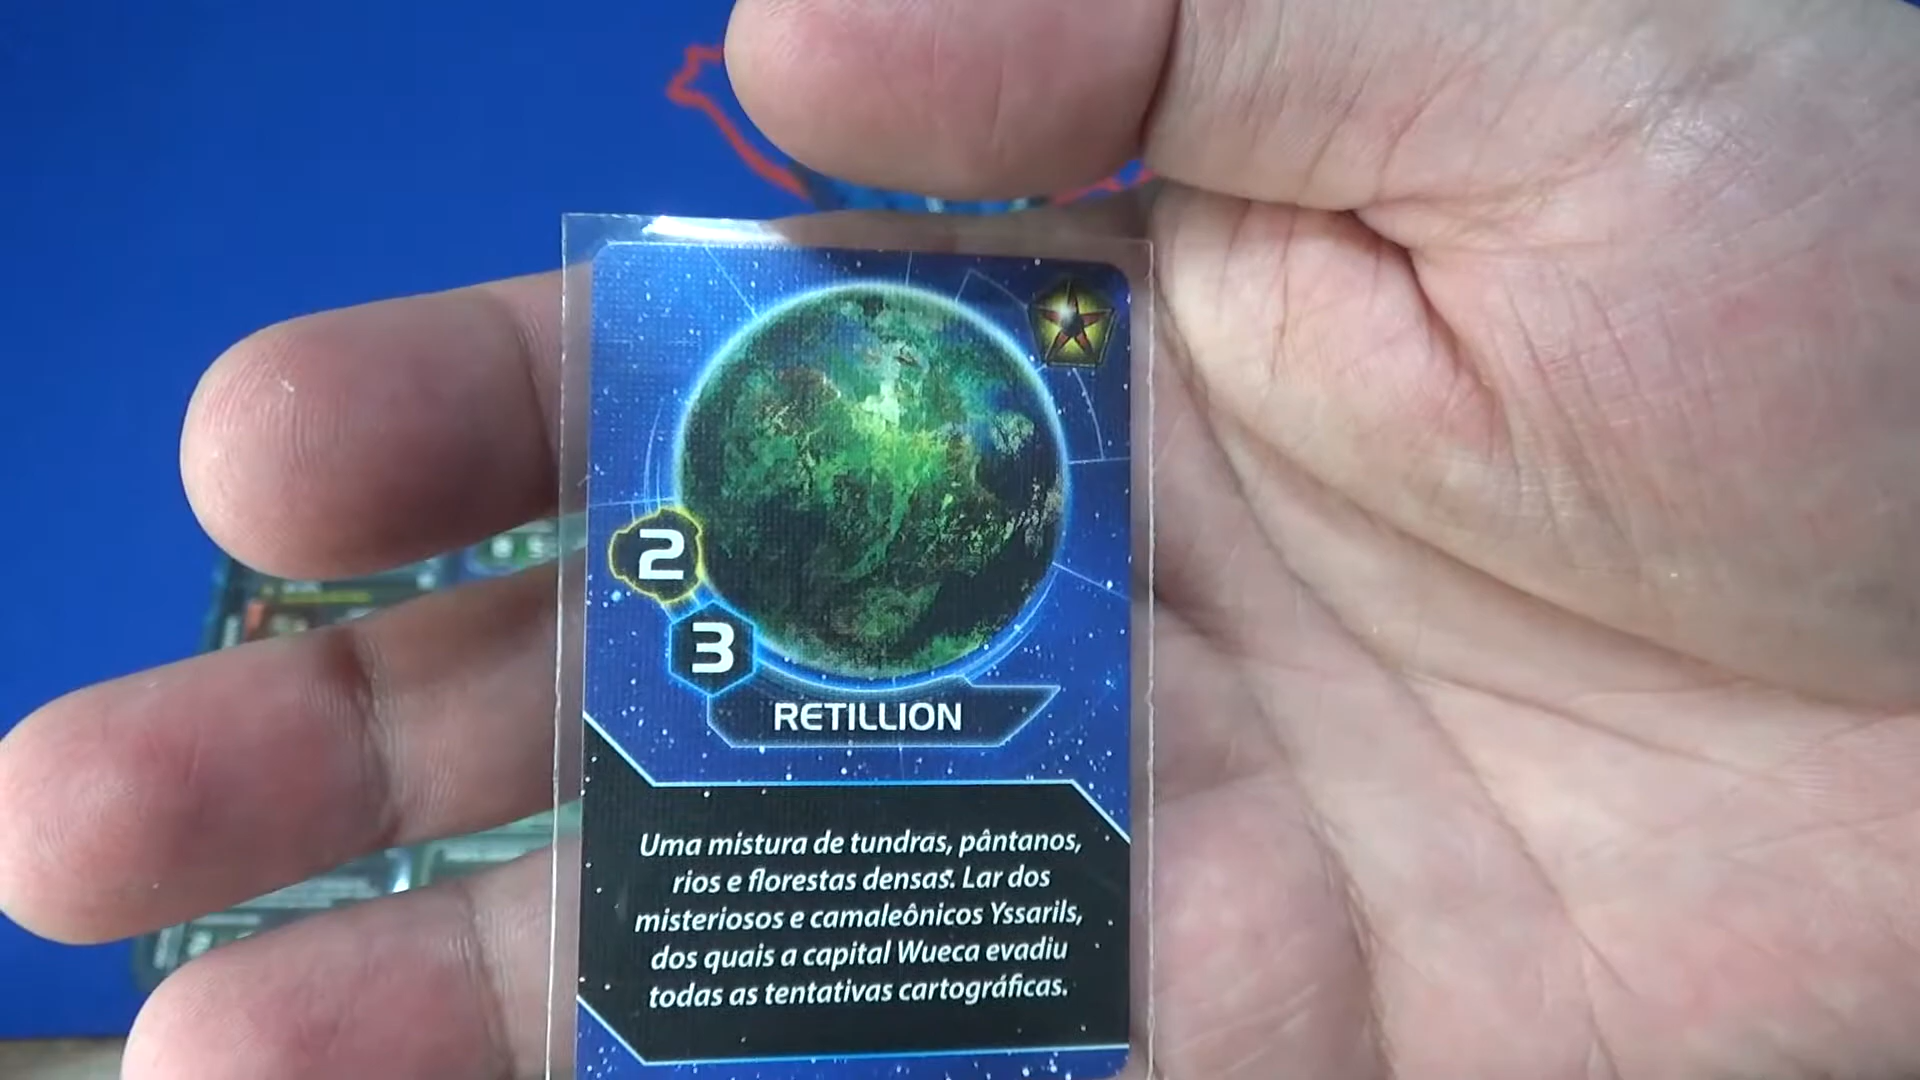 2
3
RETILLION
Uma mistura de tundras, pântanos,
rios e florestas densas. Lar dos
misteriosos e camaleônicos Yssarils,
dos quais a capital Wueca evadiu
todas as tentativas cartográficas.